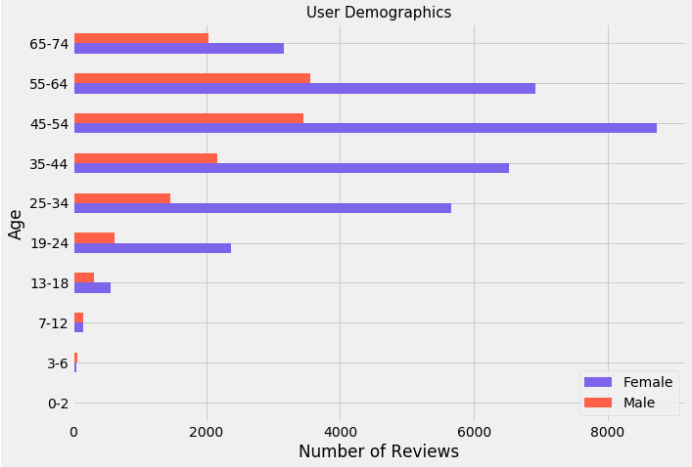 User Demographics
65-74
55-64
45-54
35-44
25-34
19-24
13-18
7-12
3-6
0-2
Age
0 2000 4000 6000 8000
Number of Reviews
Female
Male